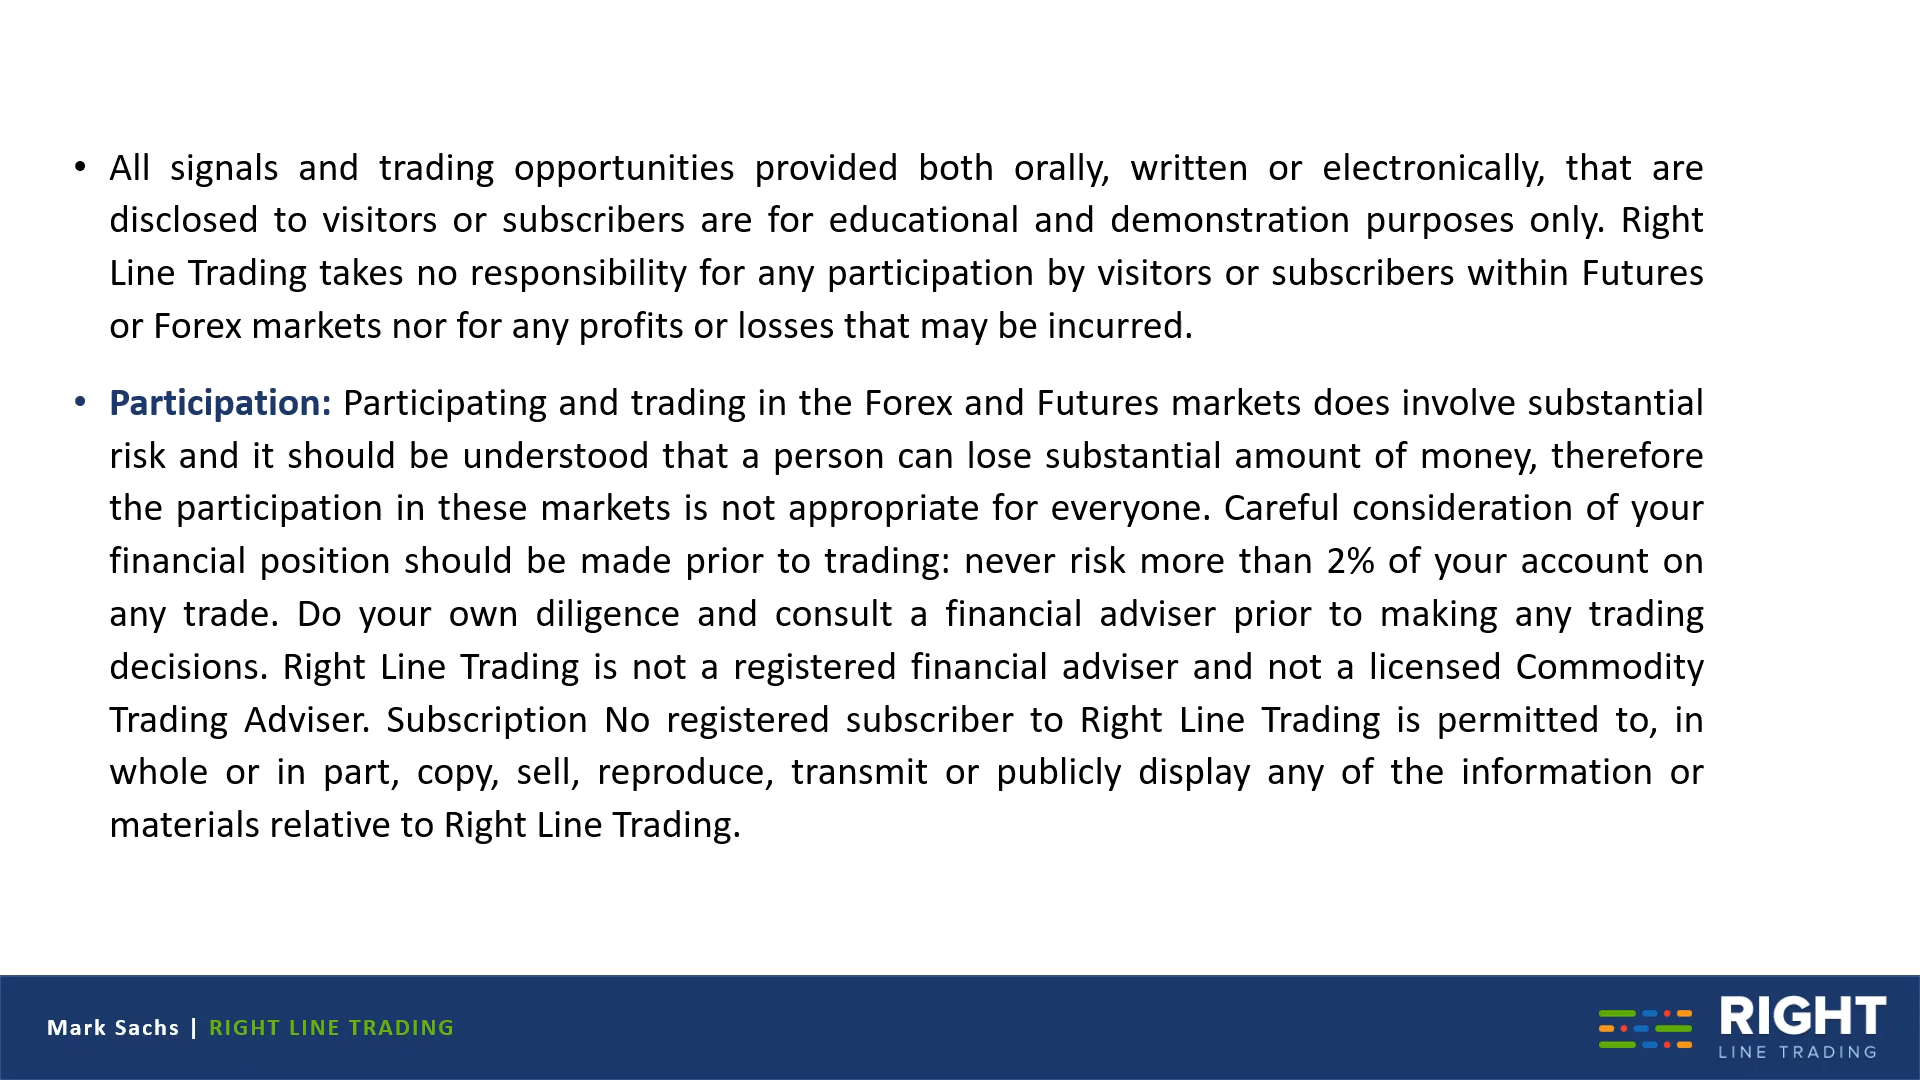 • All signals and trading opportunities provided both orally, written or electronically, that are
disclosed to visitors or subscribers are for educational and demonstration purposes only. Right
Line Trading takes no responsibility for any participation by visitors or subscribers within Futures
or Forex markets nor for any profits or losses that may be incurred.
• Participation: Participating and trading in the Forex and Futures markets does involve substantial
risk and it should be understood that a person can lose substantial amount of money, therefore
the participation in these markets is not appropriate for everyone. Careful consideration of your
financial position should be made prior to trading: never risk more than 2% of your account on
any trade. Do your own diligence and consult a financial adviser prior to making any trading
decisions. Right Line Trading is not a registered financial adviser and not a licensed Commodity
Trading Adviser. Subscription No registered subscriber to Right Line Trading is permitted to, in
whole or in part, copy, sell, reproduce, transmit or publicly display any of the information or
materials relative to Right Line Trading.
Mark Sachs | RIGHT LINE TRADING
RIGHT
LINE TRADING